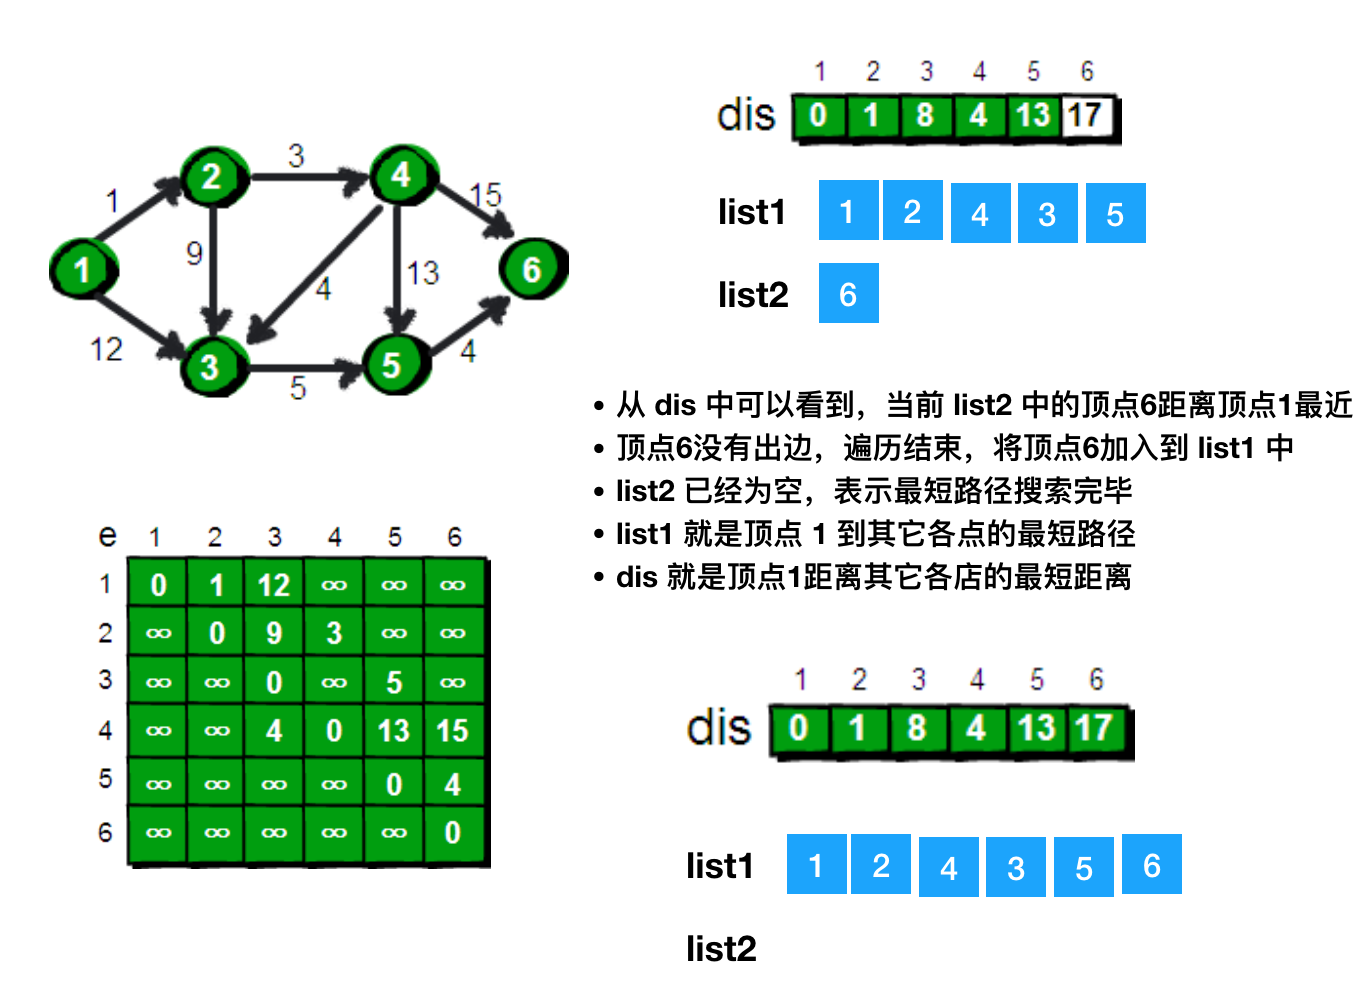 1 2 3 4 5 6
dis 0 1 8 4 13 17
list1 1 2 4 3 5
list2 6
1 2 3 4 5 6
1 12 3 9 4 15 13 5 4
• 从 dis 中可以看到，当前 list2 中的顶点6距离顶点1最近
• 顶点6没有出边，遍历结束，将顶点6加入到 list1 中
• list2 已经为空，表示最短路径搜索完毕
• list1 就是顶点 1 到其它各点的最短路径
• dis 就是顶点1距离其它各店的最短距离
e 1 2 3 4 5 6
1 0 1 12 ∞ ∞ ∞
2 ∞ 0 9 3 ∞ ∞
3 ∞ ∞ 0 ∞ 5 ∞
4 ∞ ∞ 4 0 13 15
5 ∞ ∞ ∞ ∞ 0 4
6 ∞ ∞ ∞ ∞ ∞ 0
1 2 3 4 5 6
dis 0 1 8 4 13 17
list1 1 2 4 3 5 6
list2